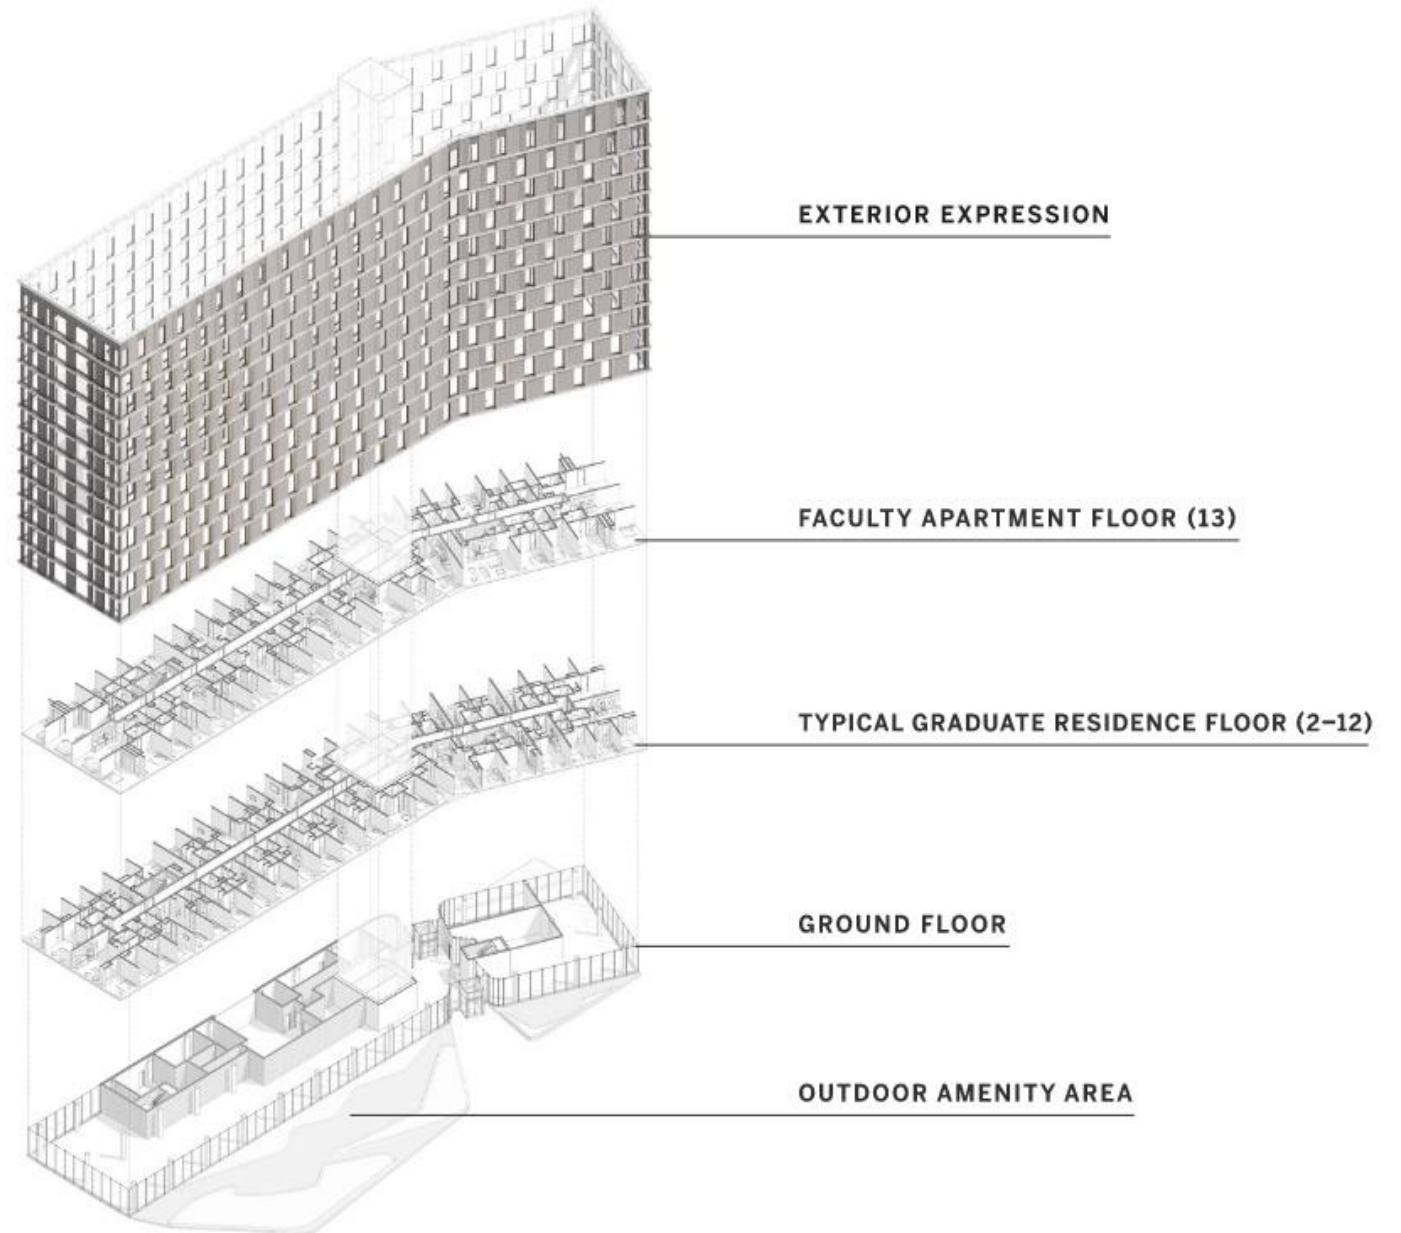 EXTERIOR EXPRESSION
FACULTY APARTMENT FLOOR (13)
TYPICAL GRADUATE RESIDENCE FLOOR (2–12)
GROUND FLOOR
OUTDOOR AMENITY AREA